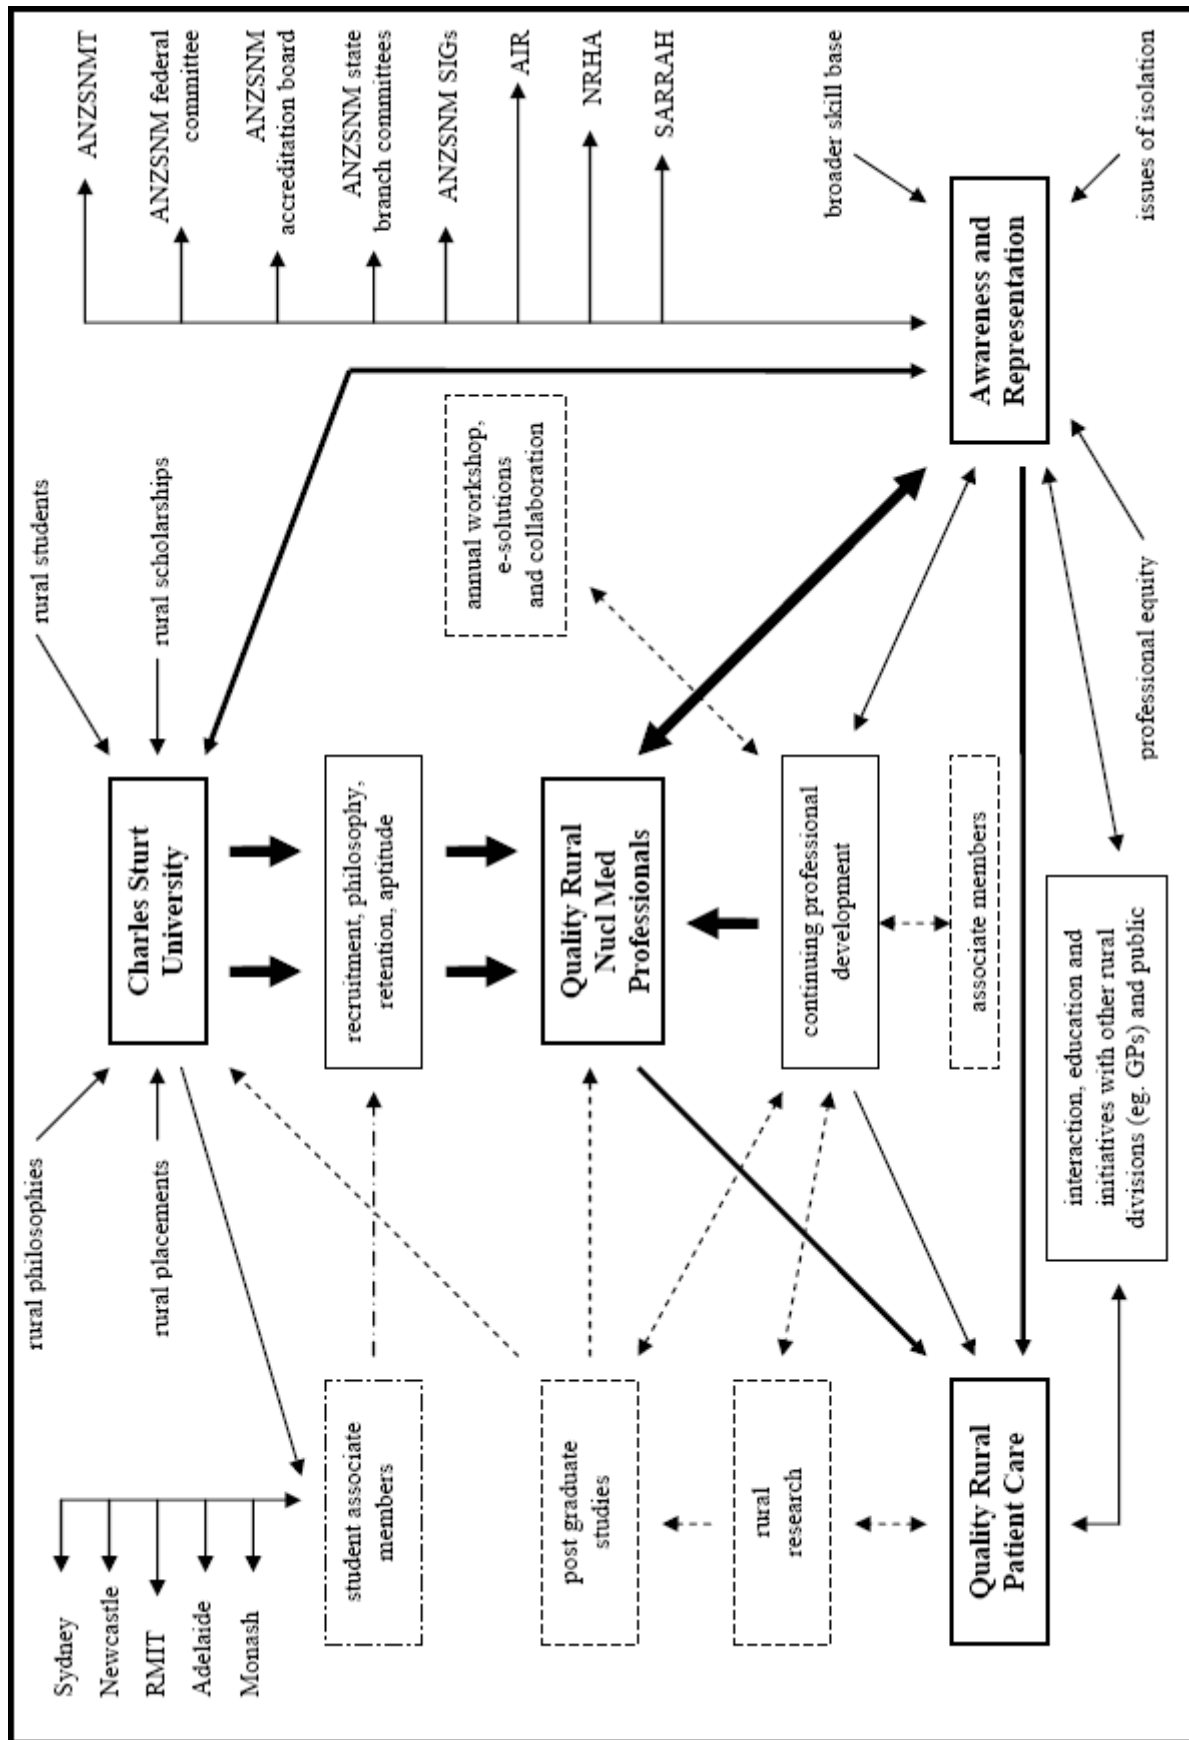 Sydney
Newcastle
RMIT
Adelaide
Monash
rural philosophies
rural placements
rural students
rural scholarships
Charles Sturt
University
ANZSNMT
ANZSNM federal
committee
ANZSNM
accreditation board
ANZSNM state
branch committees
ANZSNM SIGs
AIR
NRHA
SARRAH
student associate
members
recruitment, philosophy,
retention, aptitude
annual workshop,
e-solutions
and collaboration
post graduate
studies
Quality Rural
Nucl Med
Professionals
rural
research
continuing professional
development
broader skill base
Quality Rural
Patient Care
associate members
Awareness and
Representation
interaction, education and
initiatives with other rural
divisions (eg. GPs) and public
professional equity
issues of isolation